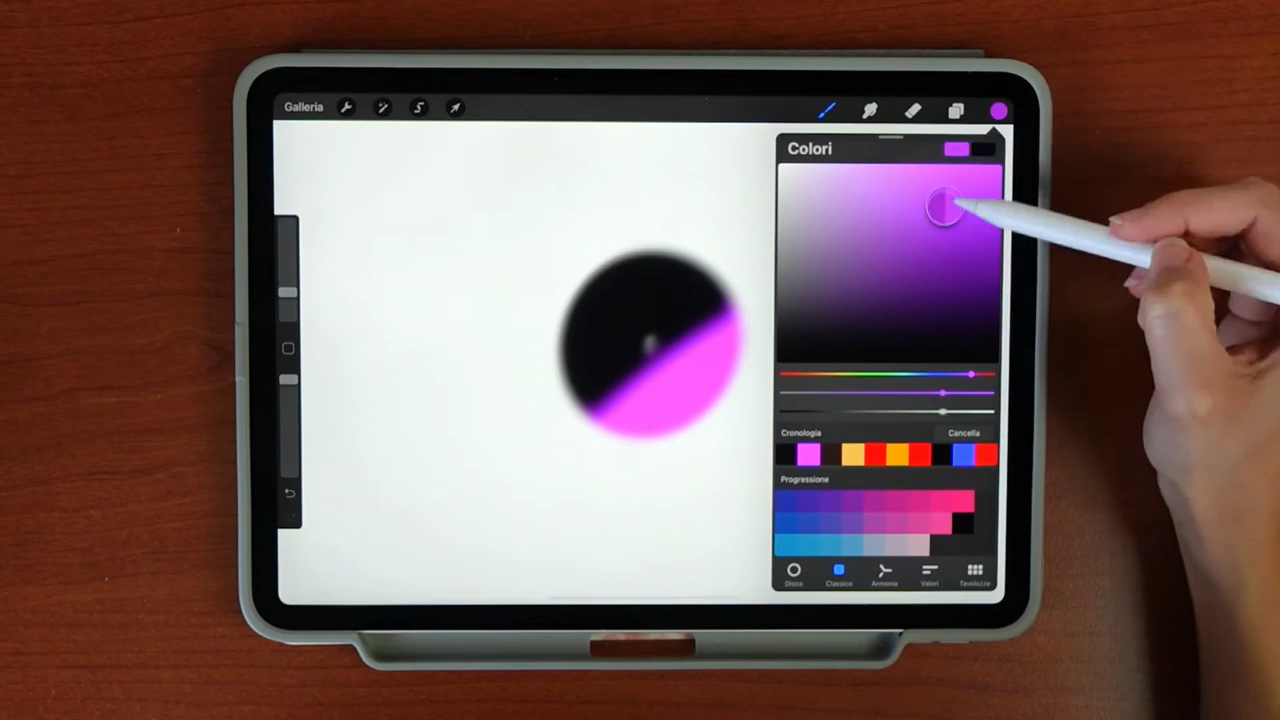 Galleria
Colori
Cronologia Cancella
Progressione
Disco Classico Armonia Valori Tavolozze